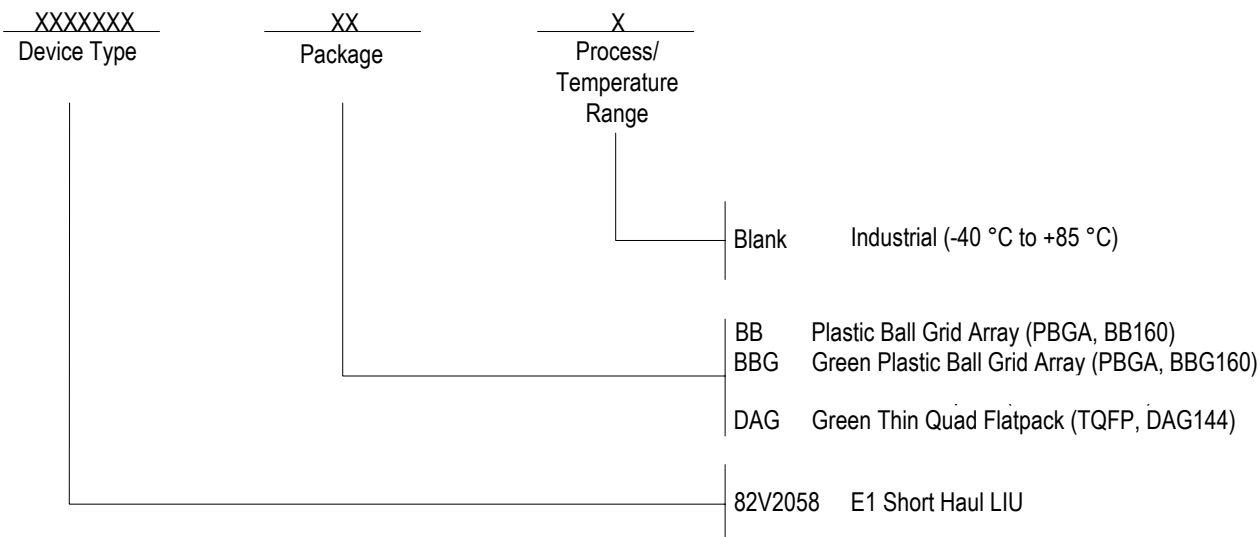 XXXXXXX XX X
Device Type Package Process/
Temperature
Range
Blank Industrial (-40 °C to +85 °C)
BB Plastic Ball Grid Array (PBGA, BB160)
BBG Green Plastic Ball Grid Array (PBGA, BBG160)
DAG Green Thin Quad Flatpack (TQFP, DAG144)
82V2058 E1 Short Haul LIU